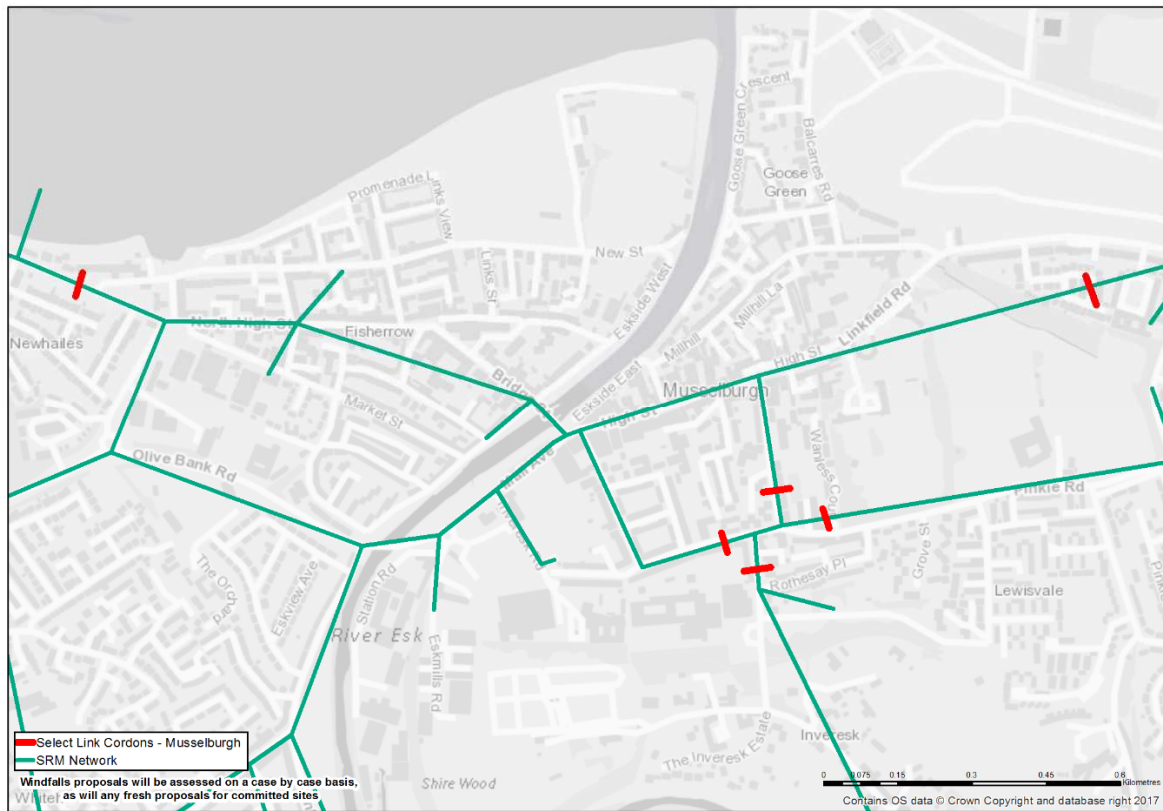 Goose Green Crescent
Balcarres Rd
Goose
Green
Promenade
Links View
Links St
New St
Eskside West
Millhill La
Millhill
Linkfield Rd
North High St
Fisherrow
Newhailes
Bridge St
Eskside East
Musselburgh
High St
High St
Market St
Mall Ave
Olive Bank Rd
Inveresk Rd
Pinkie Rd
Grove St
Rothesay Pl
Lewisvale
The Orchard
Eskview Ave
Station Rd
River Esk
Eskmills Rd
The Inveresk Estate
Inveresk
Shire Wood
Select Link Cordons - Musselburgh
SRM Network
Windfalls proposals will be assessed on a case by case basis,
as will any fresh proposals for committed sites
0 0.075 0.15 0.3 0.45 0.6
Kilometres
Contains OS data © Crown Copyright and database right 2017